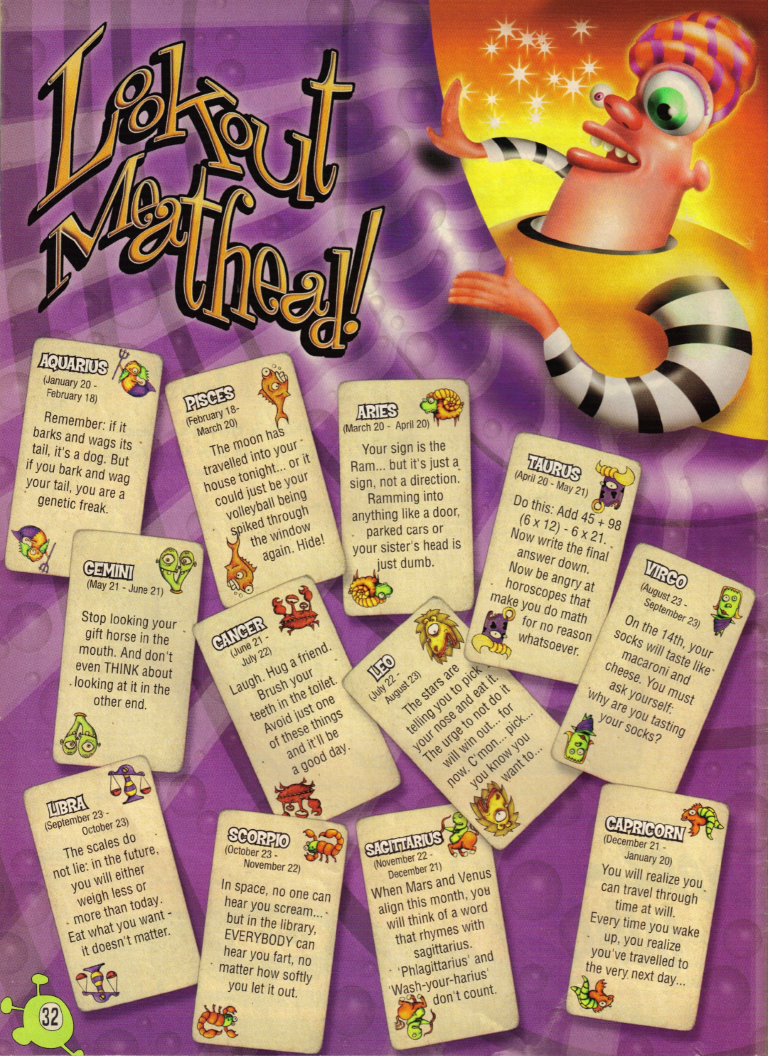 Lookout
Meathead!
AQUARIUS
(January 20 -
February 18)
Remember: if it
barks and wags its
tail, it's a dog. But
if you bark and wag
your tail, you are a
genetic freak.
PISCES
(February 18-
March 20)
The moon has
travelled into your
house tonight... or it
could just be your
volleyball being
spiked through
the window
again. Hide!
ARIES
(March 20 - April 20)
Your sign is the
Ram... but it's just a
sign, not a direction.
Ramming into
anything like a door,
parked cars or
your sister's head is
just dumb.
TAURUS
(April 20 - May 21)
Do this: Add 45 + 98
(6 x 12) - 6 x 21.
Now write the final
answer down.
Now be angry at
horoscopes that
make you do math
for no reason
whatsoever.
GEMINI
(May 21 - June 21)
Stop looking your
gift horse in the
mouth. And don't
even THINK about
looking at it in the
other end.
CANCER
(June 21 -
July 22)
Laugh. Hug a friend.
Brush your
teeth in the toilet.
Avoid just one
of these things
and it'll be
a good day.
LEO
(July 22 -
August 23)
The stars are
telling you to pick
your nose and eat it.
The urge to not do it
will win out... for
now. C'mon... pick...
you know you
want to...
VIRGO
(August 23 -
September 23)
On the 14th, your
socks will taste like
macaroni and
cheese. You must
ask yourself:
why are you tasting
your socks?
LIBRA
(September 23 -
October 23)
The scales do
not lie: in the future,
you will either
weigh less or
more than today.
Eat what you want -
it doesn't matter.
SCORPIO
(October 23 -
November 22)
In space, no one can
hear you scream...
but in the library,
EVERYBODY can
hear you fart, no
matter how softly
you let it out.
SAGITTARIUS
(November 22 -
December 21)
When Mars and Venus
align this month, you
will think of a word
that rhymes with
sagittarius.
'Phlagittarius' and
'Wash-your-harius'
don't count.
CAPRICORN
(December 21 -
January 20)
You will realize you
can travel through
time at will.
Every time you wake
up, you realize
you've travelled to
the very next day...
32